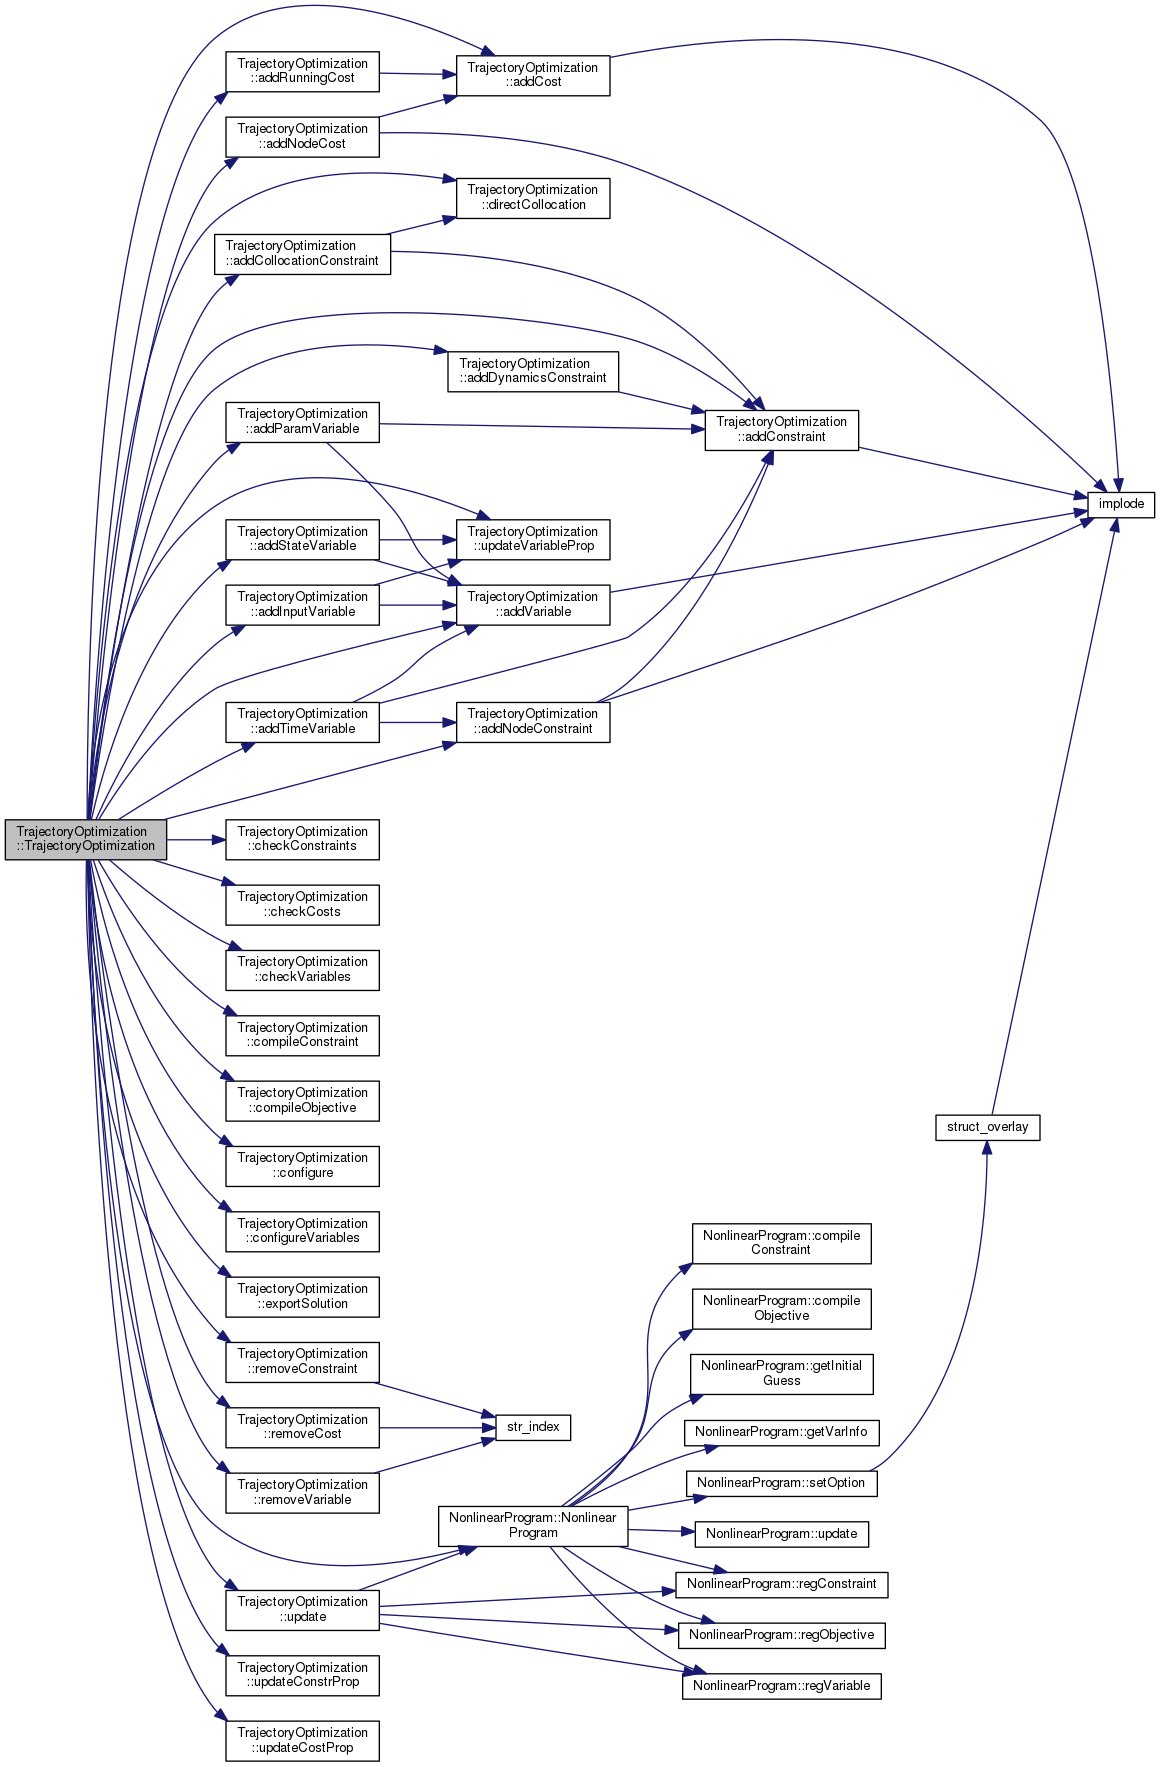 TrajectoryOptimization
::addRunningCost
TrajectoryOptimization
::addCost
TrajectoryOptimization
::addNodeCost
TrajectoryOptimization
::directCollocation
TrajectoryOptimization
::addCollocationConstraint
TrajectoryOptimization
::addDynamicsConstraint
TrajectoryOptimization
::addParamVariable
TrajectoryOptimization
::addConstraint
implode
TrajectoryOptimization
::addStateVariable
TrajectoryOptimization
::updateVariableProp
TrajectoryOptimization
::addInputVariable
TrajectoryOptimization
::addVariable
TrajectoryOptimization
::addTimeVariable
TrajectoryOptimization
::addNodeConstraint
TrajectoryOptimization
::TrajectoryOptimization
TrajectoryOptimization
::checkConstraints
TrajectoryOptimization
::checkCosts
TrajectoryOptimization
::checkVariables
TrajectoryOptimization
::compileConstraint
TrajectoryOptimization
::compileObjective
struct_overlay
TrajectoryOptimization
::configure
TrajectoryOptimization
::configureVariables
NonlinearProgram::compile
Constraint
TrajectoryOptimization
::exportSolution
NonlinearProgram::compile
Objective
TrajectoryOptimization
::removeConstraint
NonlinearProgram::getInitial
Guess
TrajectoryOptimization
::removeCost
str_index
NonlinearProgram::getVarInfo
TrajectoryOptimization
::removeVariable
NonlinearProgram::setOption
NonlinearProgram::Nonlinear
Program
NonlinearProgram::update
NonlinearProgram::regConstraint
TrajectoryOptimization
::update
NonlinearProgram::regObjective
TrajectoryOptimization
::updateConstrProp
NonlinearProgram::regVariable
TrajectoryOptimization
::updateCostProp